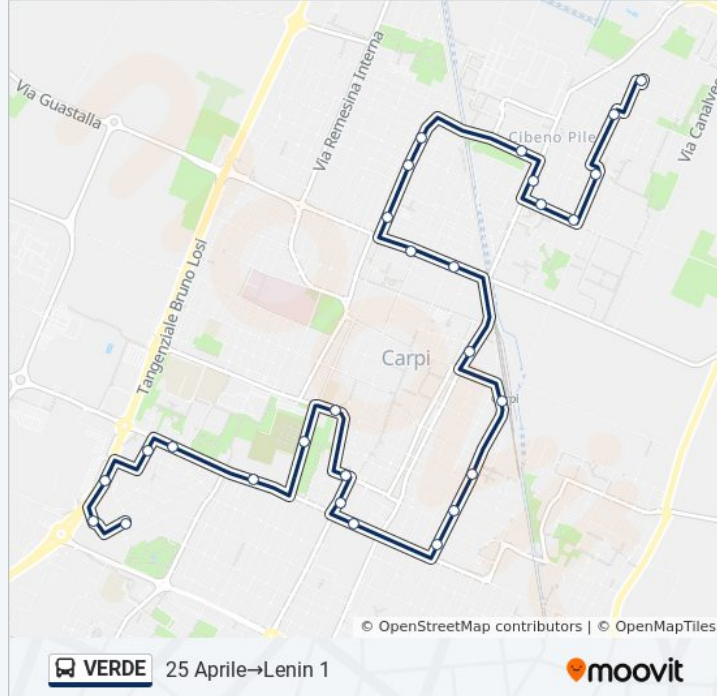 Via Guastalla
Via Remesina Interna
Cibeno Pile
Via Canalve
Tangenziale Bruno Losi
Carpi
© OpenStreetMap contributors | © OpenMapTiles
VERDE
25 Aprile→Lenin 1
moovit